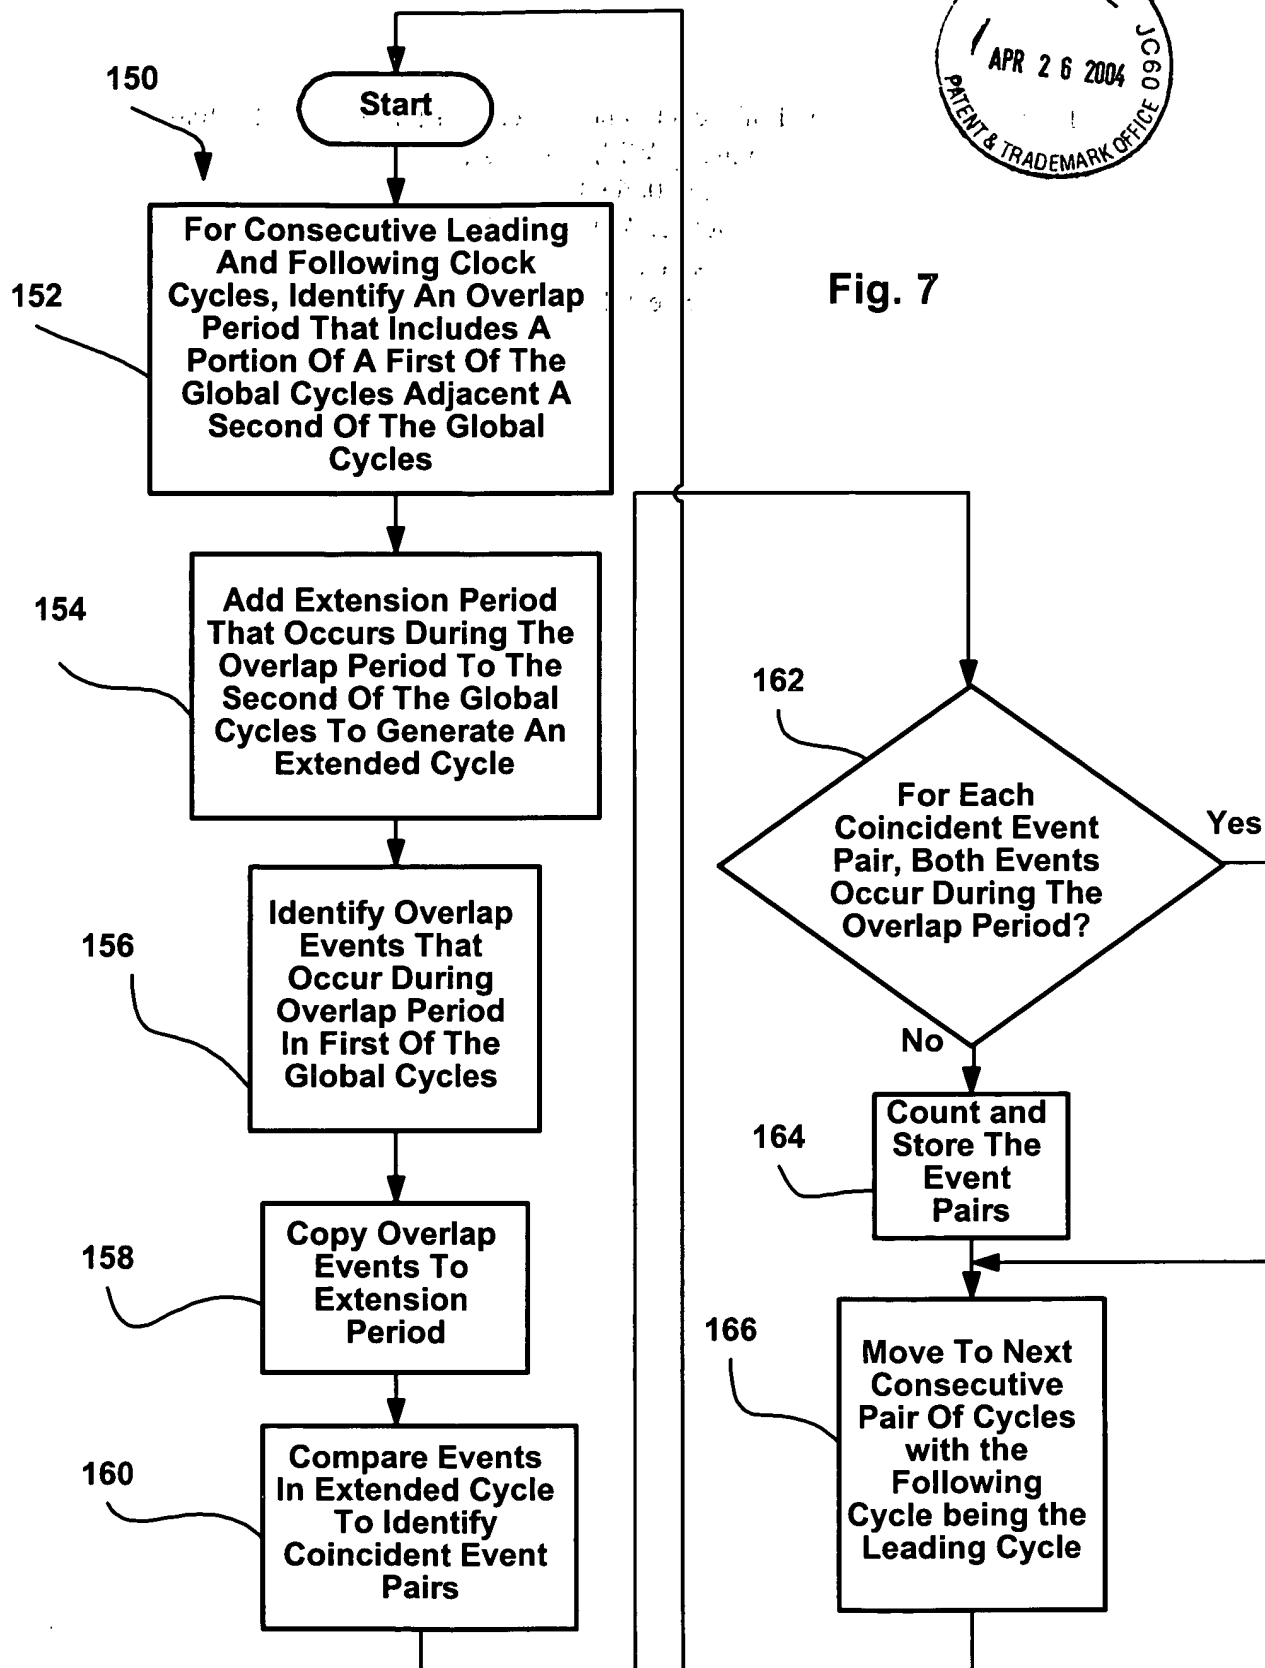 150
Start
APR 26 2004
JC60
PATENT & TRADEMARK OFFICE
Fig. 7
152
For Consecutive Leading
And Following Clock
Cycles, Identify An Overlap
Period That Includes A
Portion Of A First Of The
Global Cycles Adjacent A
Second Of The Global
Cycles
154
Add Extension Period
That Occurs During The
Overlap Period To The
Second Of The Global
Cycles To Generate An
Extended Cycle
156
Identify Overlap
Events That
Occur During
Overlap Period
In First Of The
Global Cycles
158
Copy Overlap
Events To
Extension
Period
160
Compare Events
In Extended Cycle
To Identify
Coincident Event
Pairs
162
For Each
Coincident Event
Pair, Both Events
Occur During The
Overlap Period?
Yes
No
164
Count and
Store The
Event
Pairs
166
Move To Next
Consecutive
Pair Of Cycles
with the
Following
Cycle being the
Leading Cycle